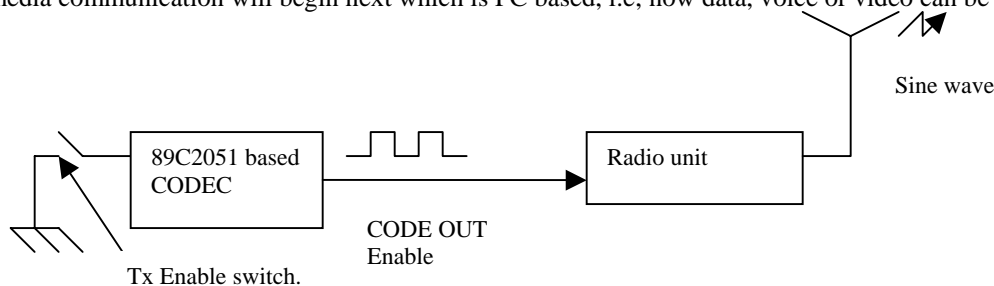 media communication will begin next which is PC based, i.e, how data, voice or video can be
Sine wave
89C2051 based
CODEC
Radio unit
CODE OUT
Enable
Tx Enable switch.